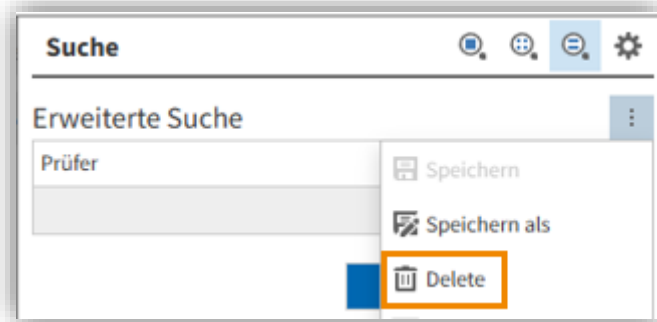 Suche
Erweiterte Suche
Prüfer
Speichern
Speichern als
Delete